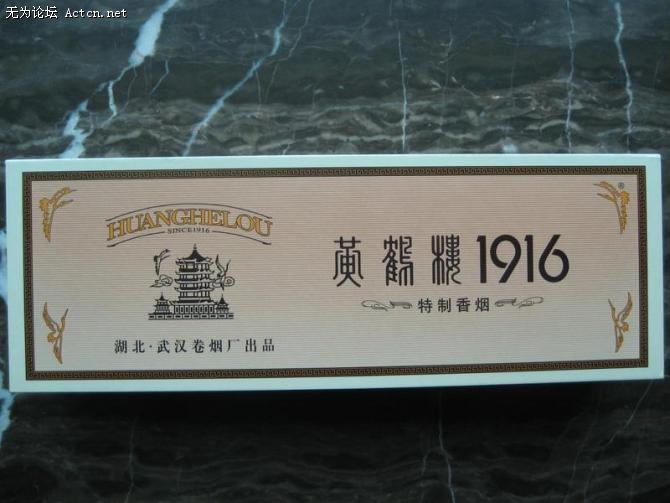 无为论坛 Actcn.net
HUANGHELOU
SINCE1916
湖北·武汉卷烟厂出品
黄鹤楼1916
特制香烟
®